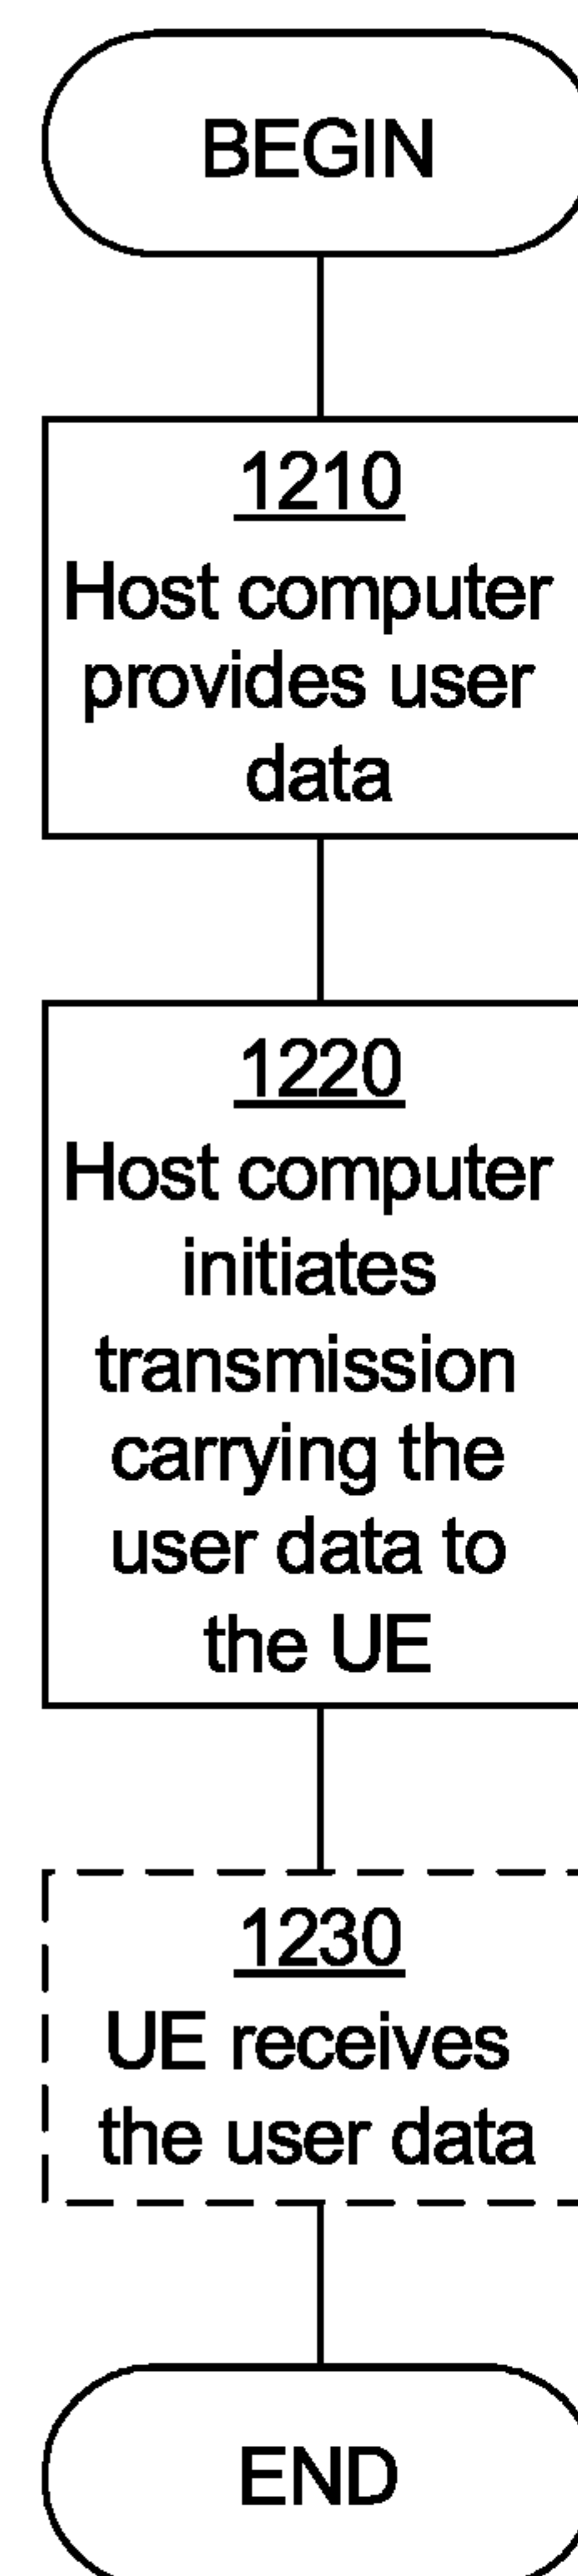 BEGIN
1210
Host computer
provides user
data
1220
Host computer
initiates
transmission
carrying the
user data to
the UE
1230
UE receives
the user data
END